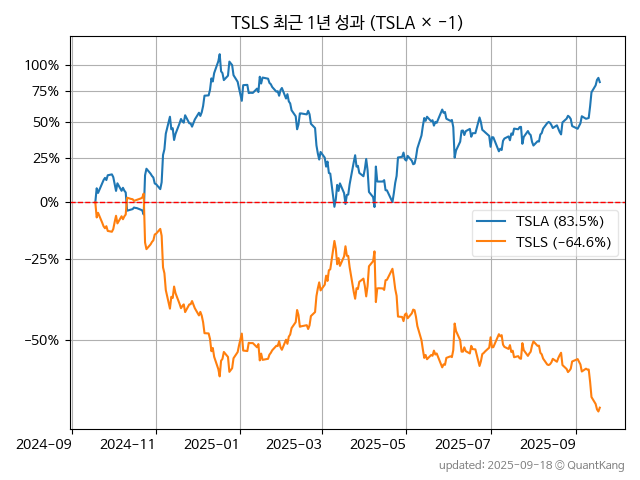 TSLS 최근 1년 성과 (TSLA × −1)
100%
75%
50%
25%
0%
−25%
−50%
TSLA (83.5%)
TSLS (−64.6%)
2024-09 2024-11 2025-01 2025-03 2025-05 2025-07 2025-09
updated: 2025-09-18 © QuantKang